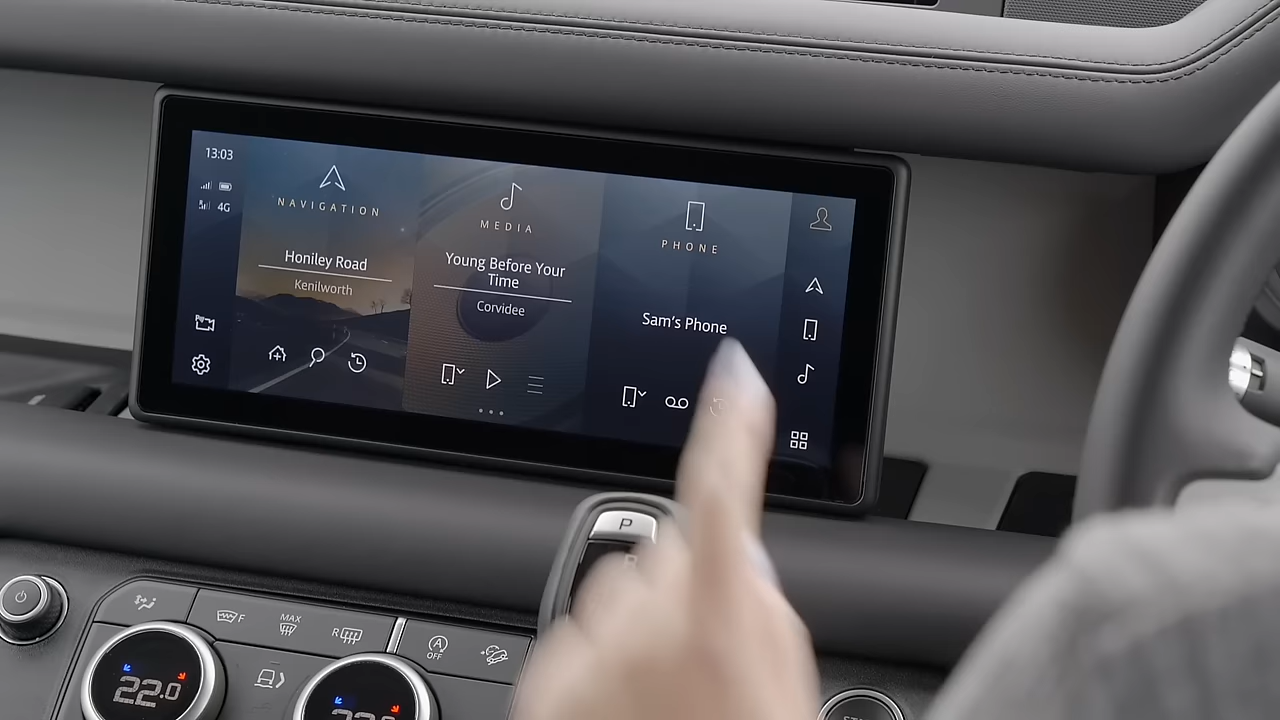 13:03
4G
NAVIGATION
Honiley Road
Kenilworth
MEDIA
Young Before Your
Time
Corvidee
PHONE
Sam's Phone
P
R
F
MAX
R
A
OFF
22.0